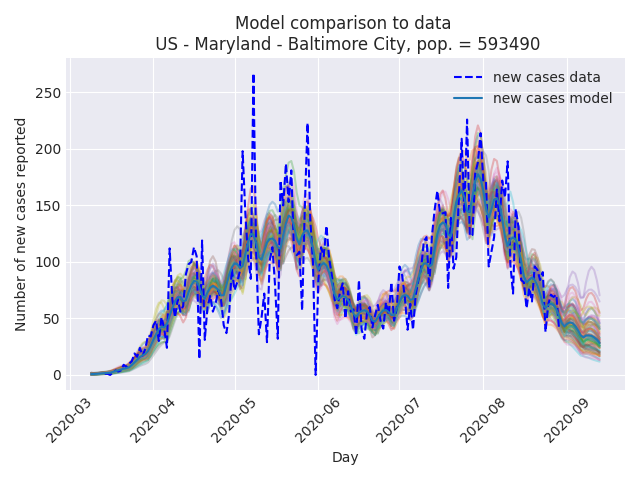 Model comparison to data
US - Maryland - Baltimore City, pop. = 593490
new cases data
new cases model
Number of new cases reported
250
200
150
100
50
0
2020-03
2020-04
2020-05
2020-06
2020-07
2020-08
2020-09
Day